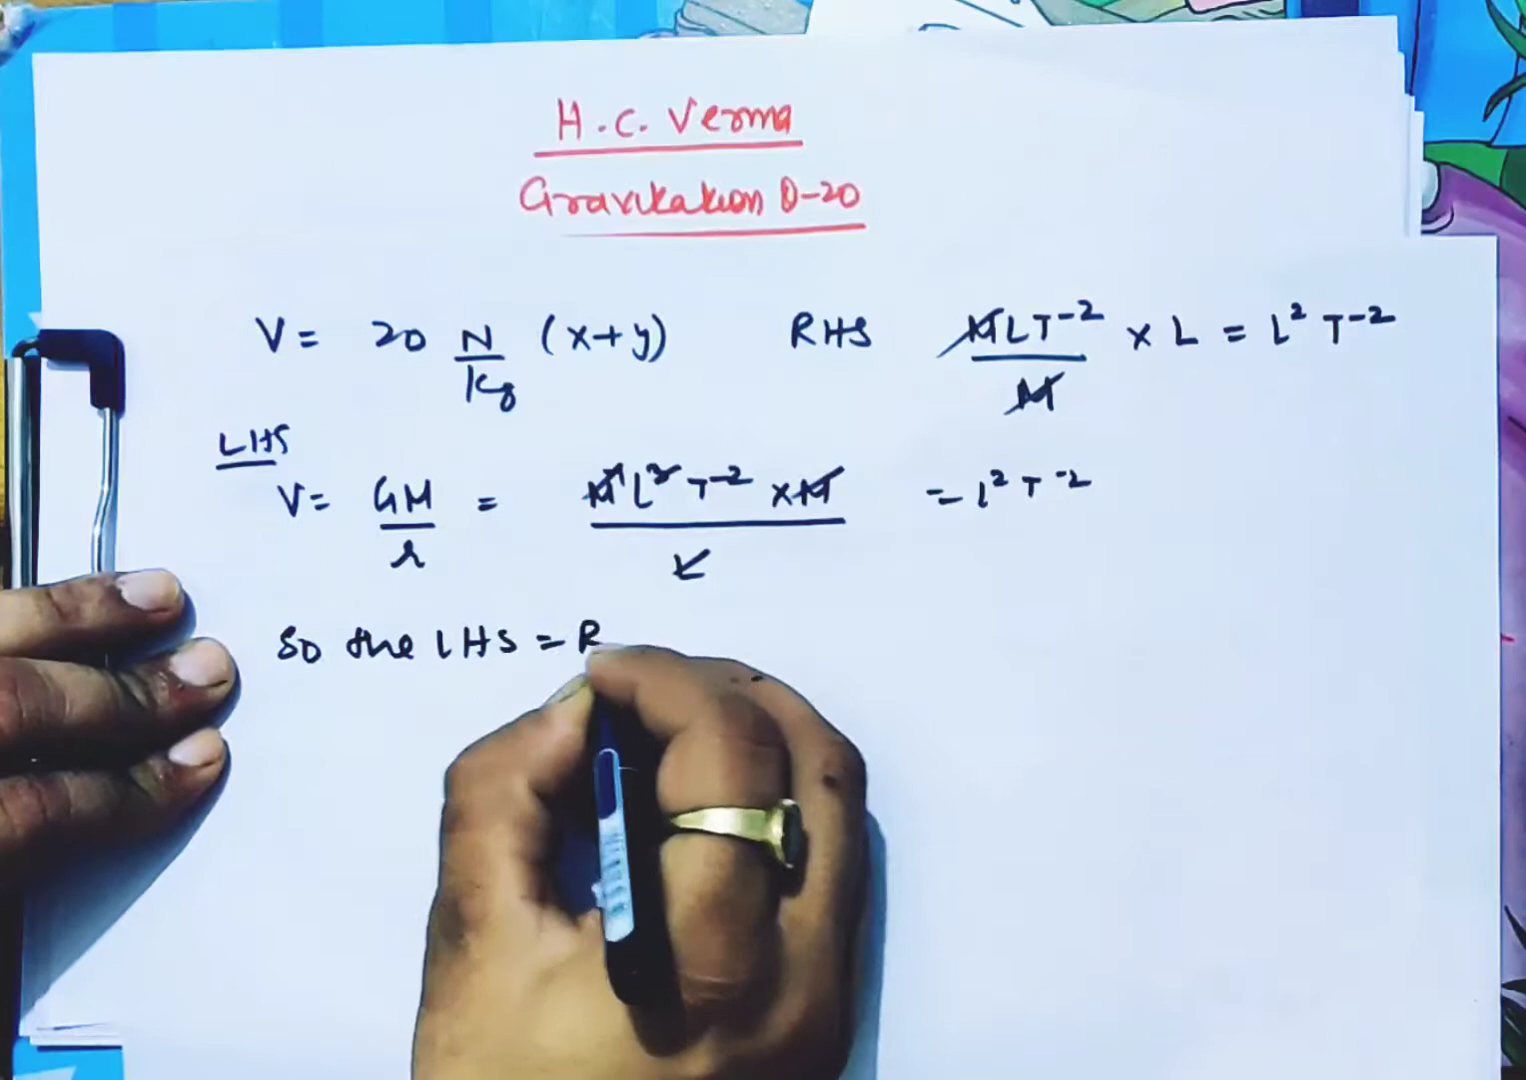 H.C. Verma
Gravitation Q-20
V = 20 N/kg (x+y) RHS MLT⁻²/M × L = L² T⁻²
LHS
V = GM/r = M⁻¹L³T⁻² × M/L = L² T⁻²
So the LHS = R